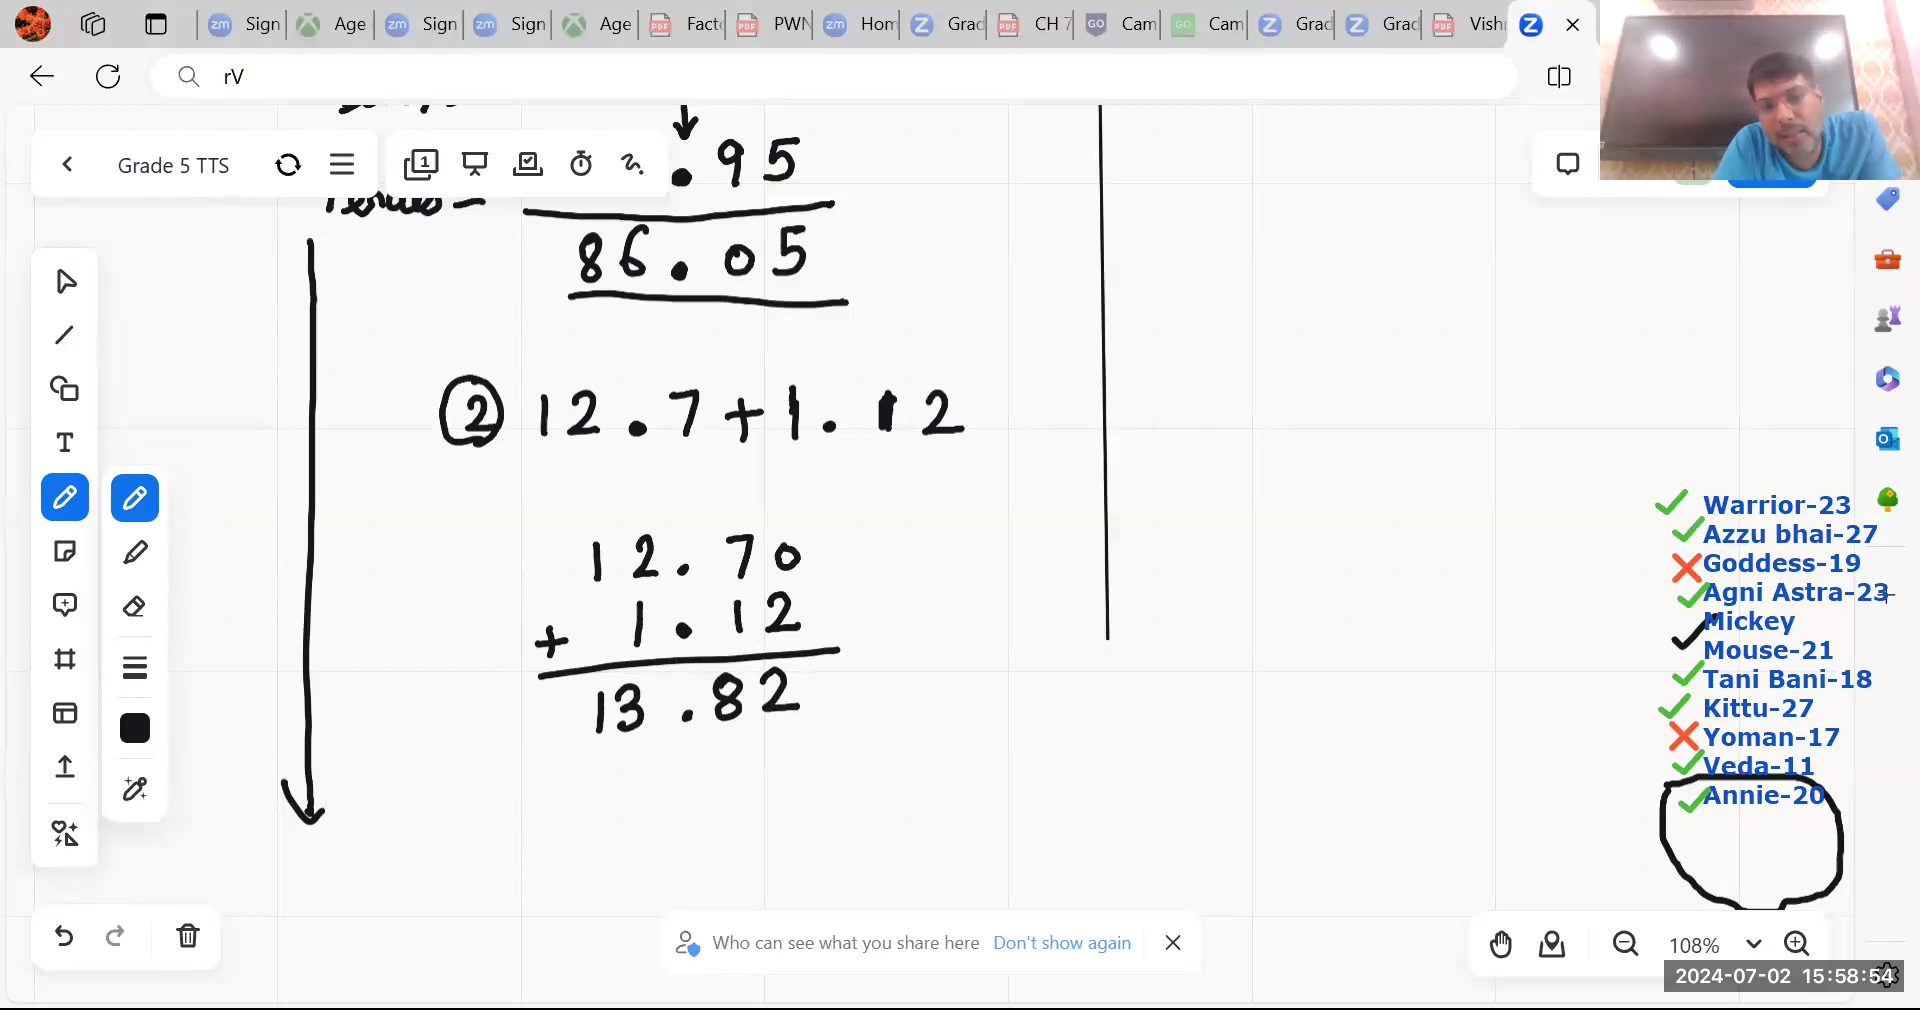 Sign
Age
Sign
Sign
Age
Fact
PWN
Hom
Grad
CH 7
Cam
Cam
Grad
Grad
Vish
rV
Grade 5 TTS
.95
86.05
② 12.7+1.12
12.70
+ 1.12
13.82
Warrior-23
Azzu bhai-27
Goddess-19
Agni Astra-23
Mickey
Mouse-21
Tani Bani-18
Kittu-27
Yoman-17
Veda-11
Annie-20
Who can see what you share here Don't show again
108%
2024-07-02 15:58:54